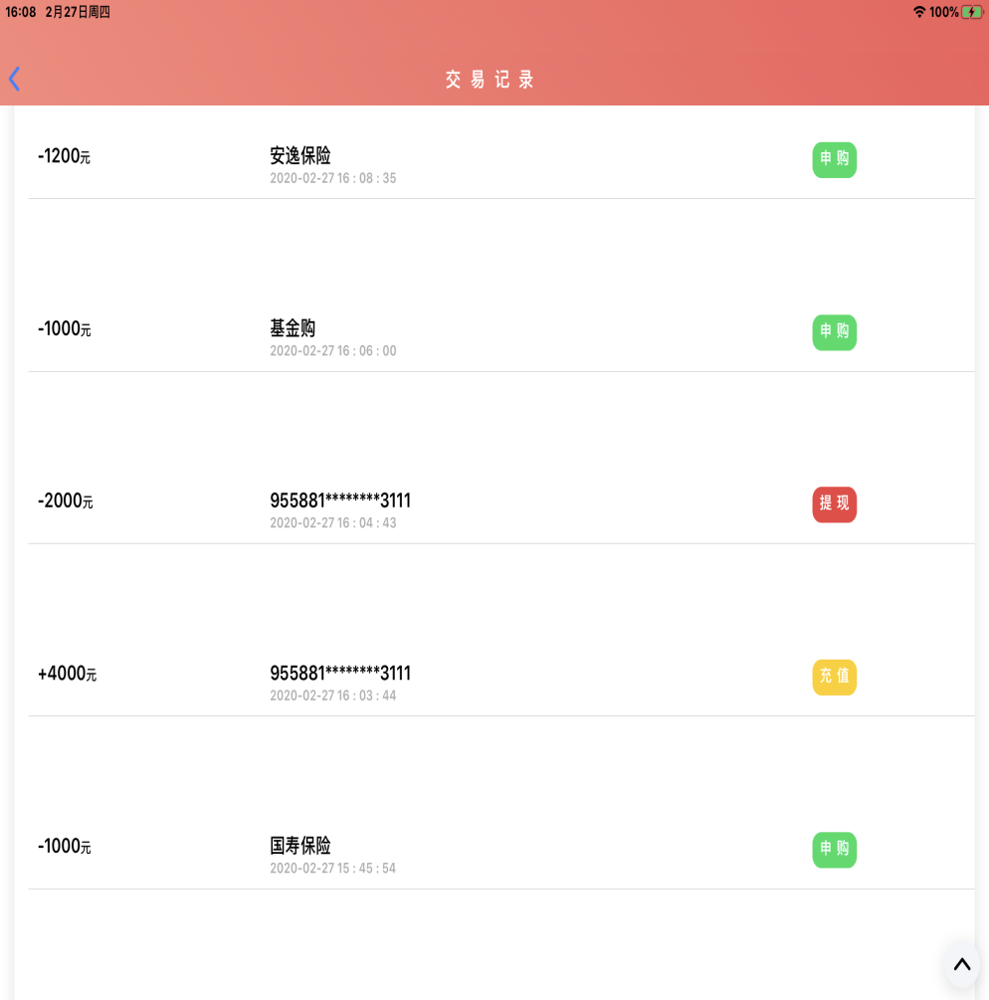 16:08 2月27日周四
100%
交易记录
-1200元
安逸保险
申购
2020-02-27 16 : 08 : 35
-1000元
基金购
申购
2020-02-27 16 : 06 : 00
-2000元
955881********3111
提现
2020-02-27 16 : 04 : 43
+4000元
955881********3111
充值
2020-02-27 16 : 03 : 44
-1000元
国寿保险
申购
2020-02-27 15 : 45 : 54